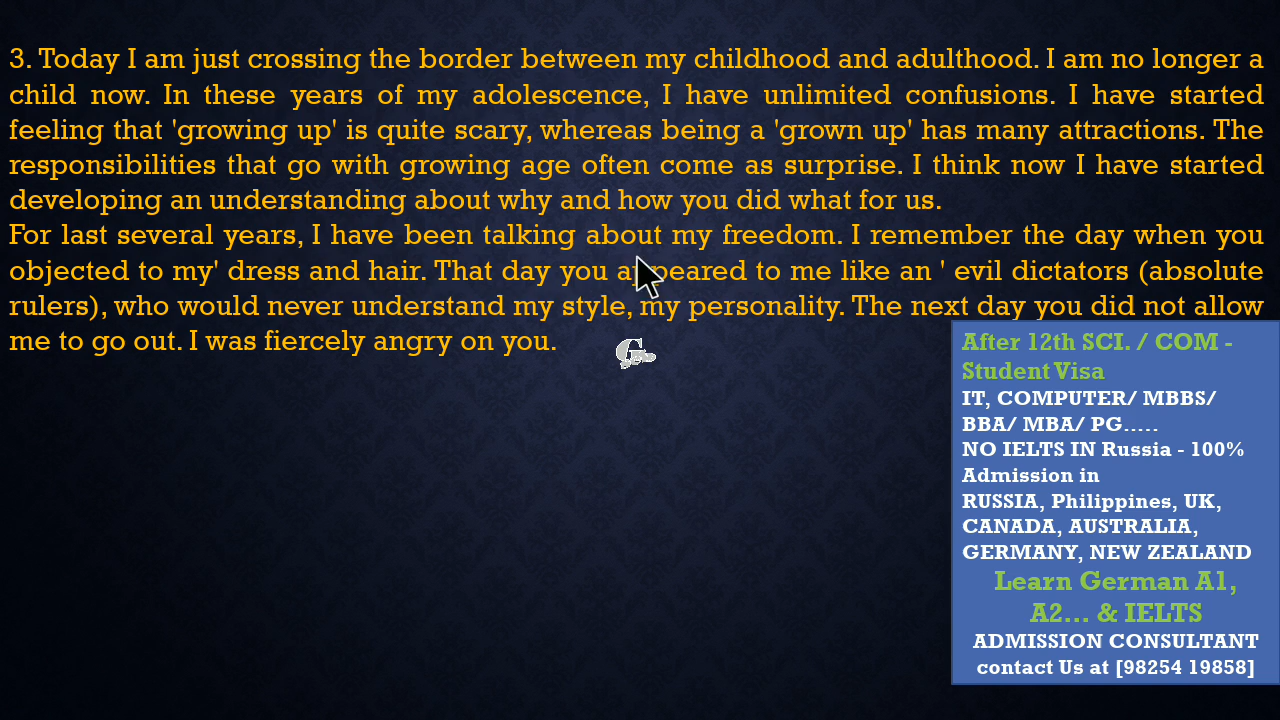 3. Today I am just crossing the border between my childhood and adulthood. I am no longer a
child now. In these years of my adolescence, I have unlimited confusions. I have started
feeling that 'growing up' is quite scary, whereas being a 'grown up' has many attractions. The
responsibilities that go with growing age often come as surprise. I think now I have started
developing an understanding about why and how you did what for us.
For last several years, I have been talking about my freedom. I remember the day when you
objected to my' dress and hair. That day you appeared to me like an ' evil dictators (absolute
rulers), who would never understand my style, my personality. The next day you did not allow
me to go out. I was fiercely angry on you.
After 12th SCI. / COM -
Student Visa
IT, COMPUTER/ MBBS/
BBA/ MBA/ PG.....
NO IELTS IN Russia - 100%
Admission in
RUSSIA, Philippines, UK,
CANADA, AUSTRALIA,
GERMANY, NEW ZEALAND
Learn German A1,
A2... & IELTS
ADMISSION CONSULTANT
contact Us at [98254 19858]